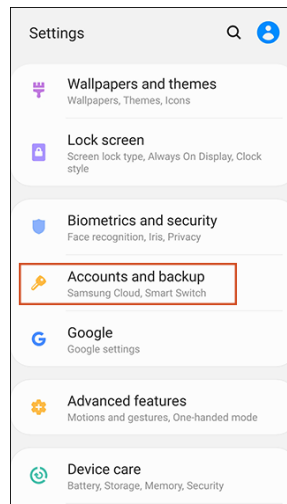 Settings
Wallpapers and themes
Wallpapers, Themes, Icons
Lock screen
Screen lock type, Always On Display, Clock
style
Biometrics and security
Face recognition, Iris, Privacy
Accounts and backup
Samsung Cloud, Smart Switch
Google
Google settings
Advanced features
Motions and gestures, One-handed mode
Device care
Battery, Storage, Memory, Security